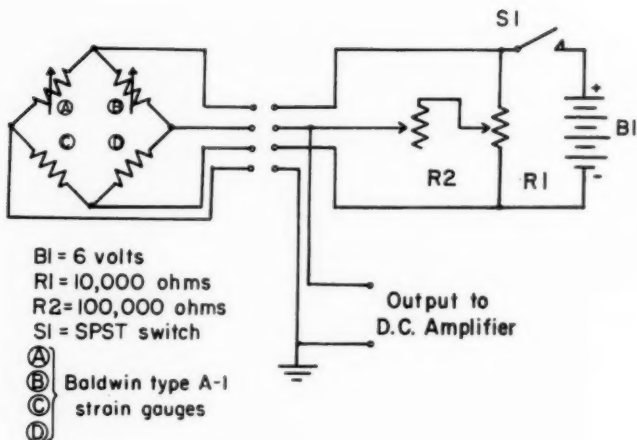 S1
A B
C D
+
B1
R2 R1
-
B1 = 6 volts
R1 = 10,000 ohms
R2 = 100,000 ohms
S1 = SPST switch
A
B
C
D
Baldwin type A-1
strain gauges
Output to
D.C. Amplifier